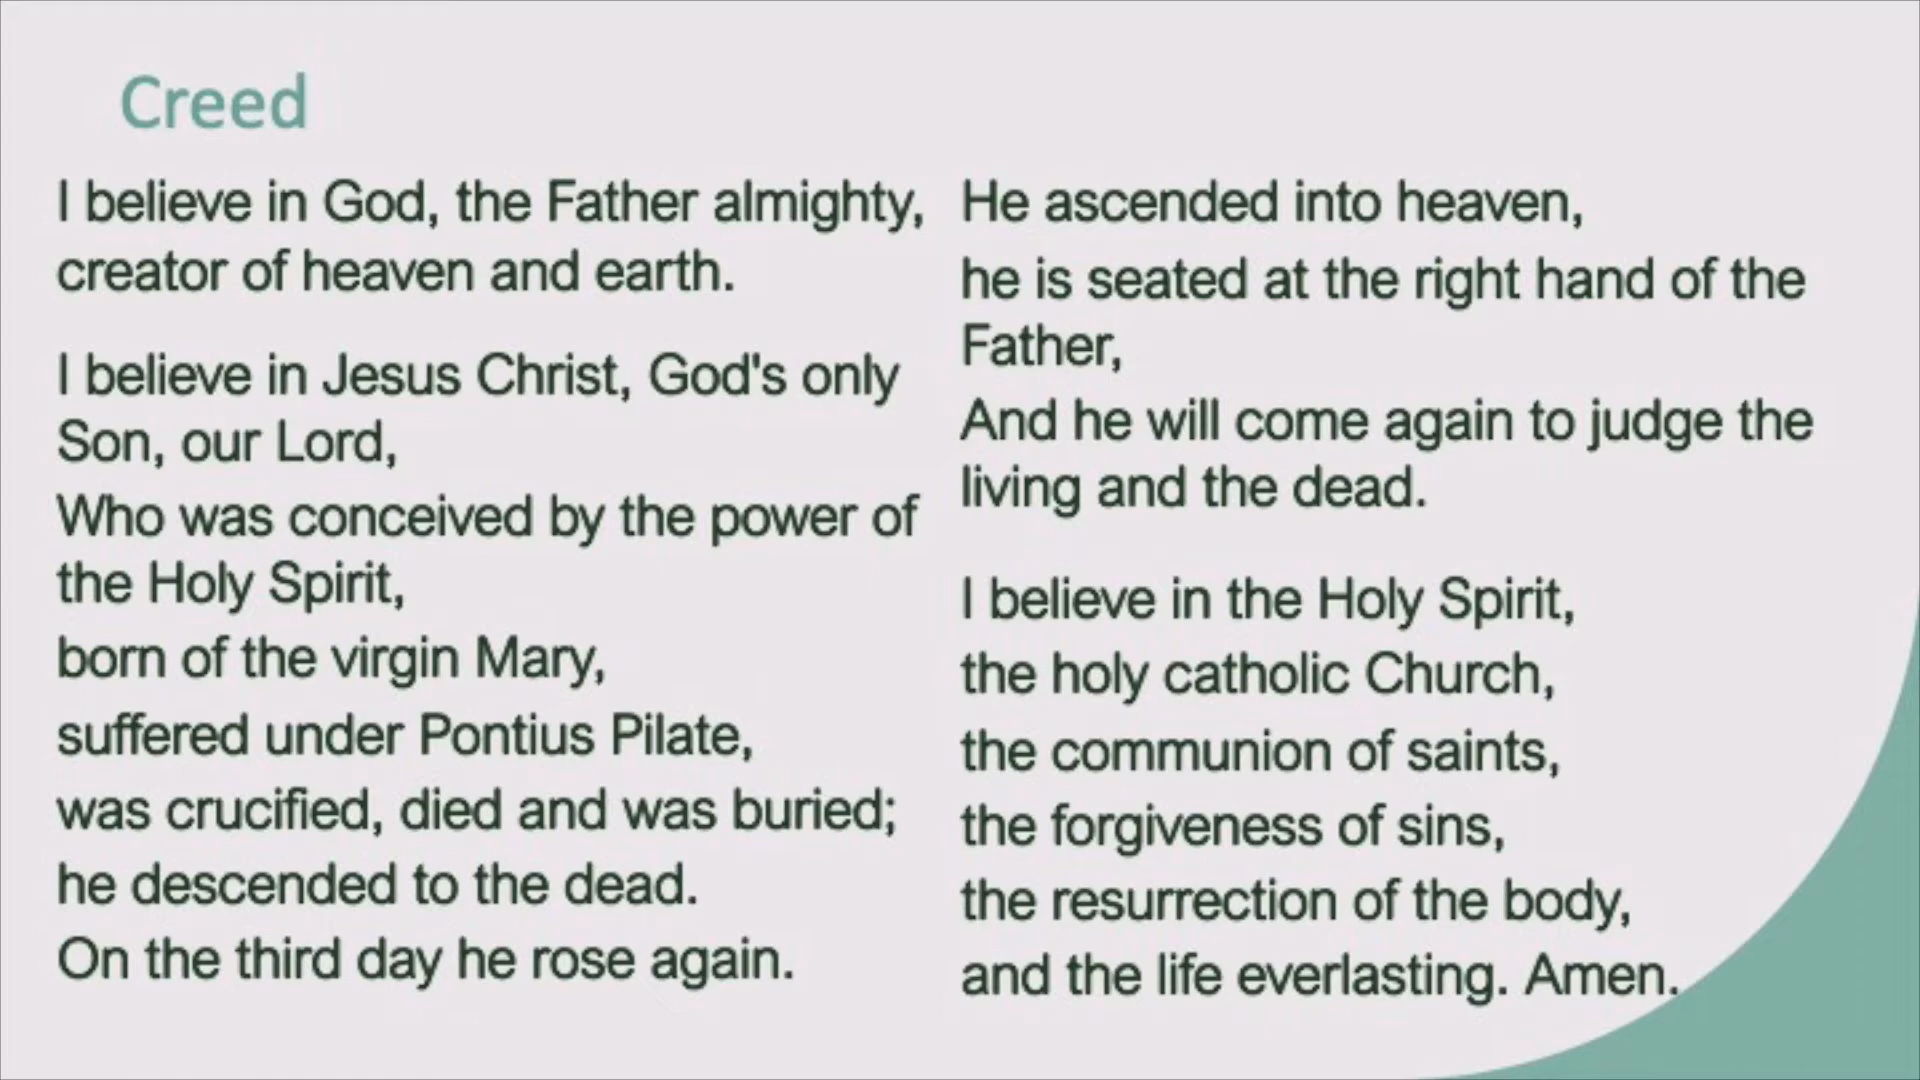 Creed
I believe in God, the Father almighty,
creator of heaven and earth.
I believe in Jesus Christ, God's only
Son, our Lord,
Who was conceived by the power of
the Holy Spirit,
born of the virgin Mary,
suffered under Pontius Pilate,
was crucified, died and was buried;
he descended to the dead.
On the third day he rose again.
He ascended into heaven,
he is seated at the right hand of the
Father,
And he will come again to judge the
living and the dead.
I believe in the Holy Spirit,
the holy catholic Church,
the communion of saints,
the forgiveness of sins,
the resurrection of the body,
and the life everlasting. Amen.